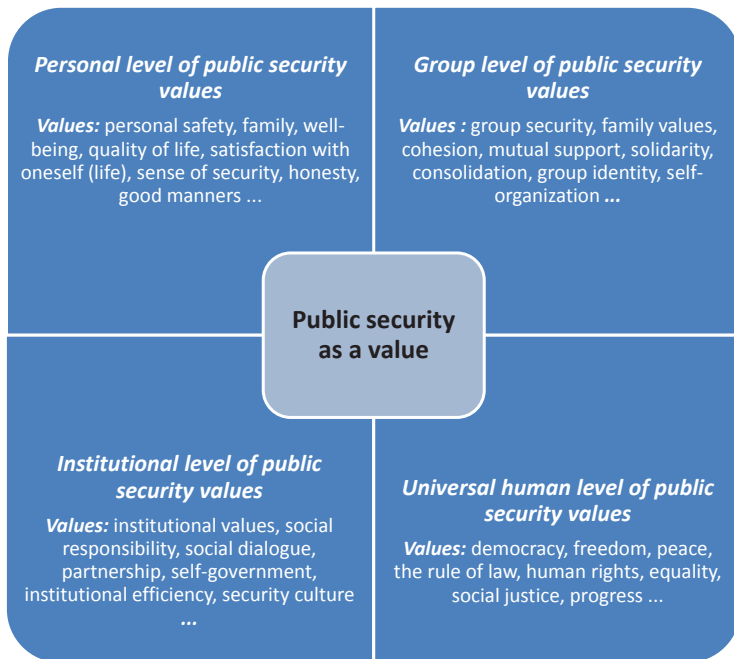 Personal level of public security
values
Values: personal safety, family, well-
being, quality of life, satisfaction with
oneself (life), sense of security, honesty,
good manners ...
Group level of public security
values
Values : group security, family values,
cohesion, mutual support, solidarity,
consolidation, group identity, self-
organization ...
Public security
as a value
Institutional level of public
security values
Values: institutional values, social
responsibility, social dialogue,
partnership, self-government,
institutional efficiency, security culture
...
Universal human level of public
security values
Values: democracy, freedom, peace,
the rule of law, human rights, equality,
social justice, progress ...